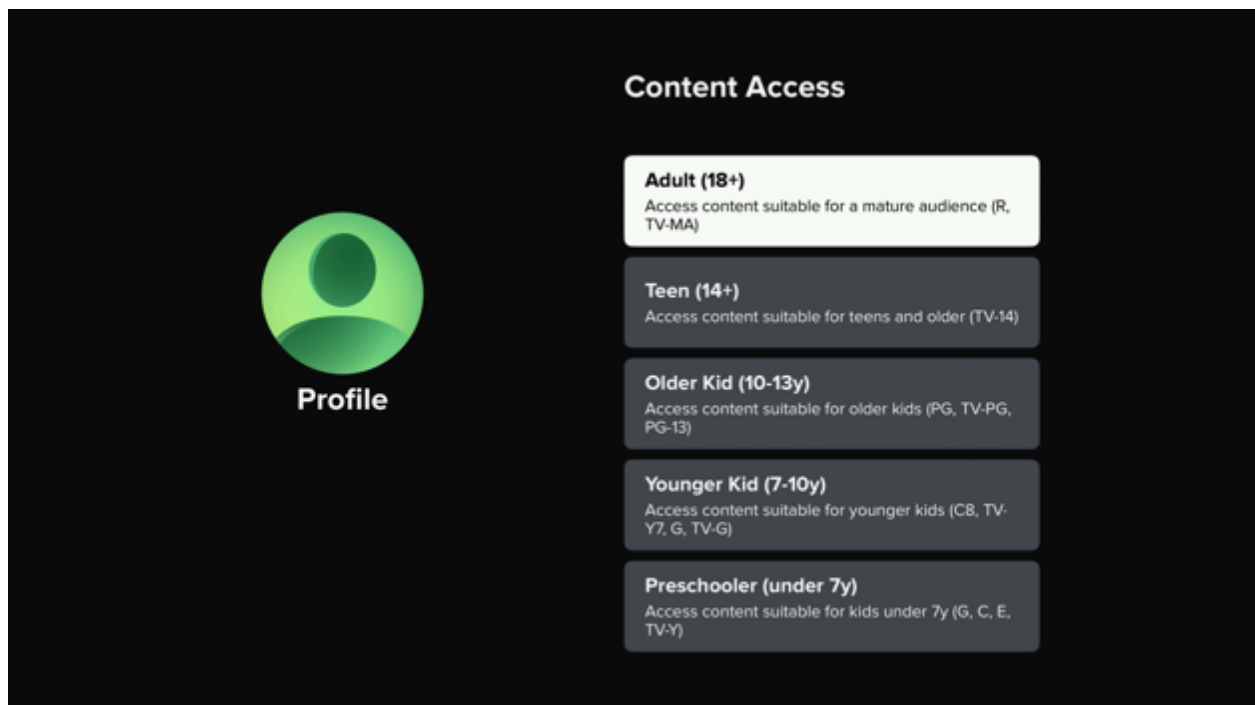 Content Access
Adult (18+)
Access content suitable for a mature audience (R,
TV-MA)
Teen (14+)
Access content suitable for teens and older (TV-14)
Older Kid (10-13y)
Access content suitable for older kids (PG, TV-PG,
PG-13)
Younger Kid (7-10y)
Access content suitable for younger kids (C8, TV-
Y7, G, TV-G)
Preschooler (under 7y)
Access content suitable for kids under 7y (G, C, E,
TV-Y)
Profile